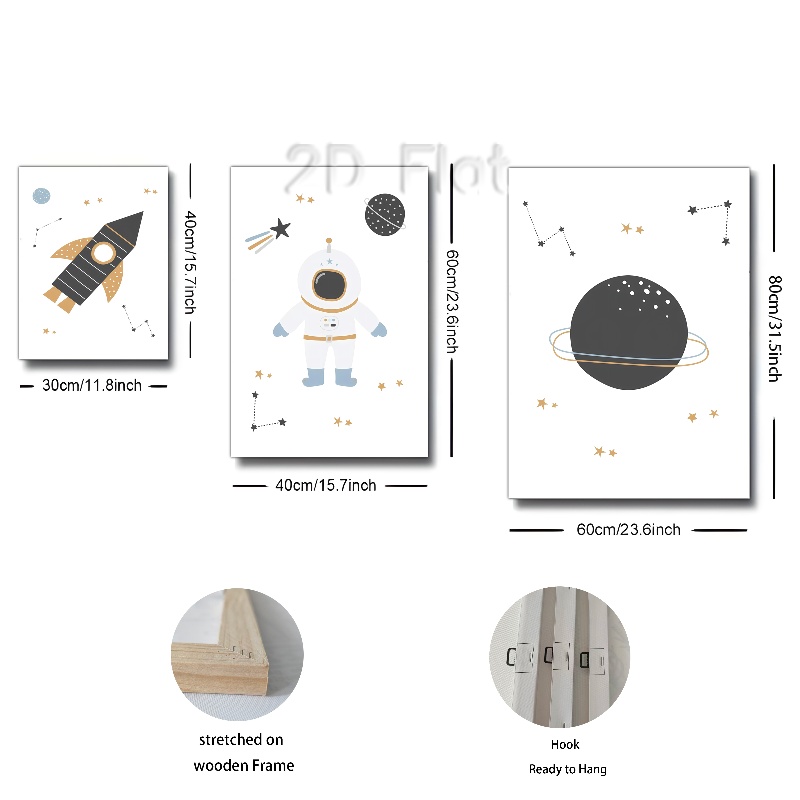 2D Flat
40cm/15.7inch
60cm/23.6inch
80cm/31.5inch
30cm/11.8inch
40cm/15.7inch
60cm/23.6inch
stretched on
wooden Frame
Hook
Ready to Hang